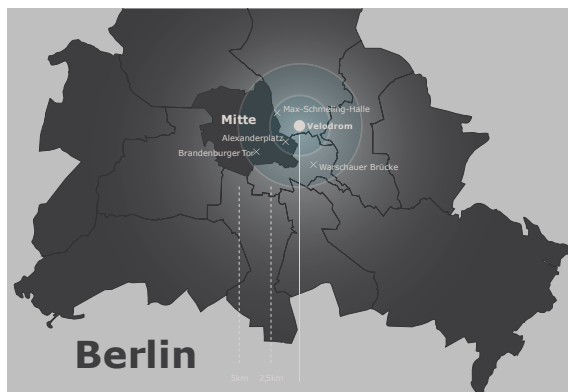 Max-Schmeling-Halle
Mitte
Velodrom
Alexanderplatz
Brandenburger Tor
Warschauer Brücke
Berlin
5km
2,5km